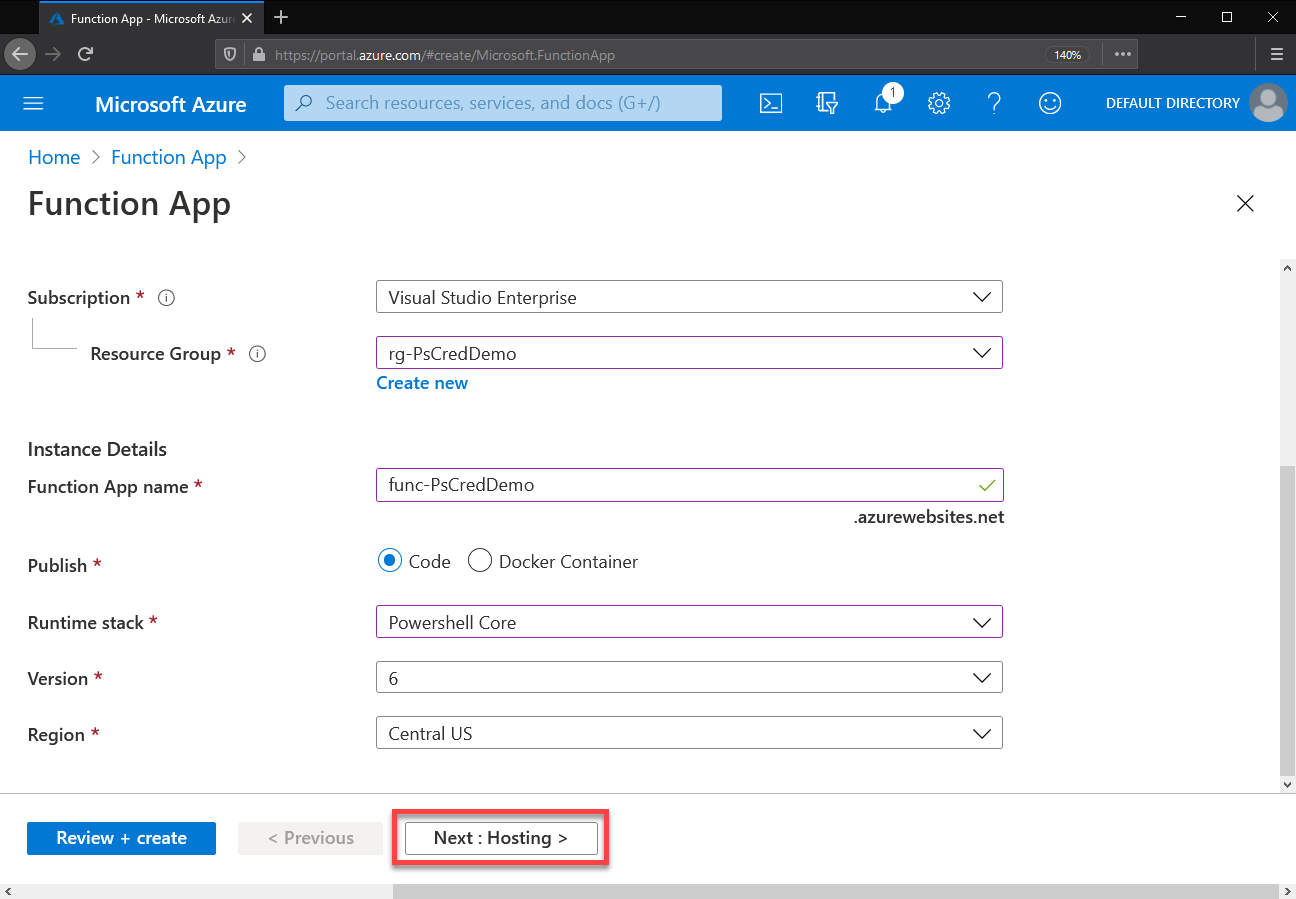 Function App - Microsoft Azur
https://portal.azure.com/#create/Microsoft.FunctionApp
140%
Microsoft Azure
Search resources, services, and docs (G+/)
1
DEFAULT DIRECTORY
Home > Function App >
Function App
Subscription *
Visual Studio Enterprise
Resource Group *
rg-PsCredDemo
Create new
Instance Details
Function App name *
func-PsCredDemo
.azurewebsites.net
Publish *
Code
Docker Container
Runtime stack *
Powershell Core
Version *
6
Region *
Central US
Review + create
< Previous
Next : Hosting >